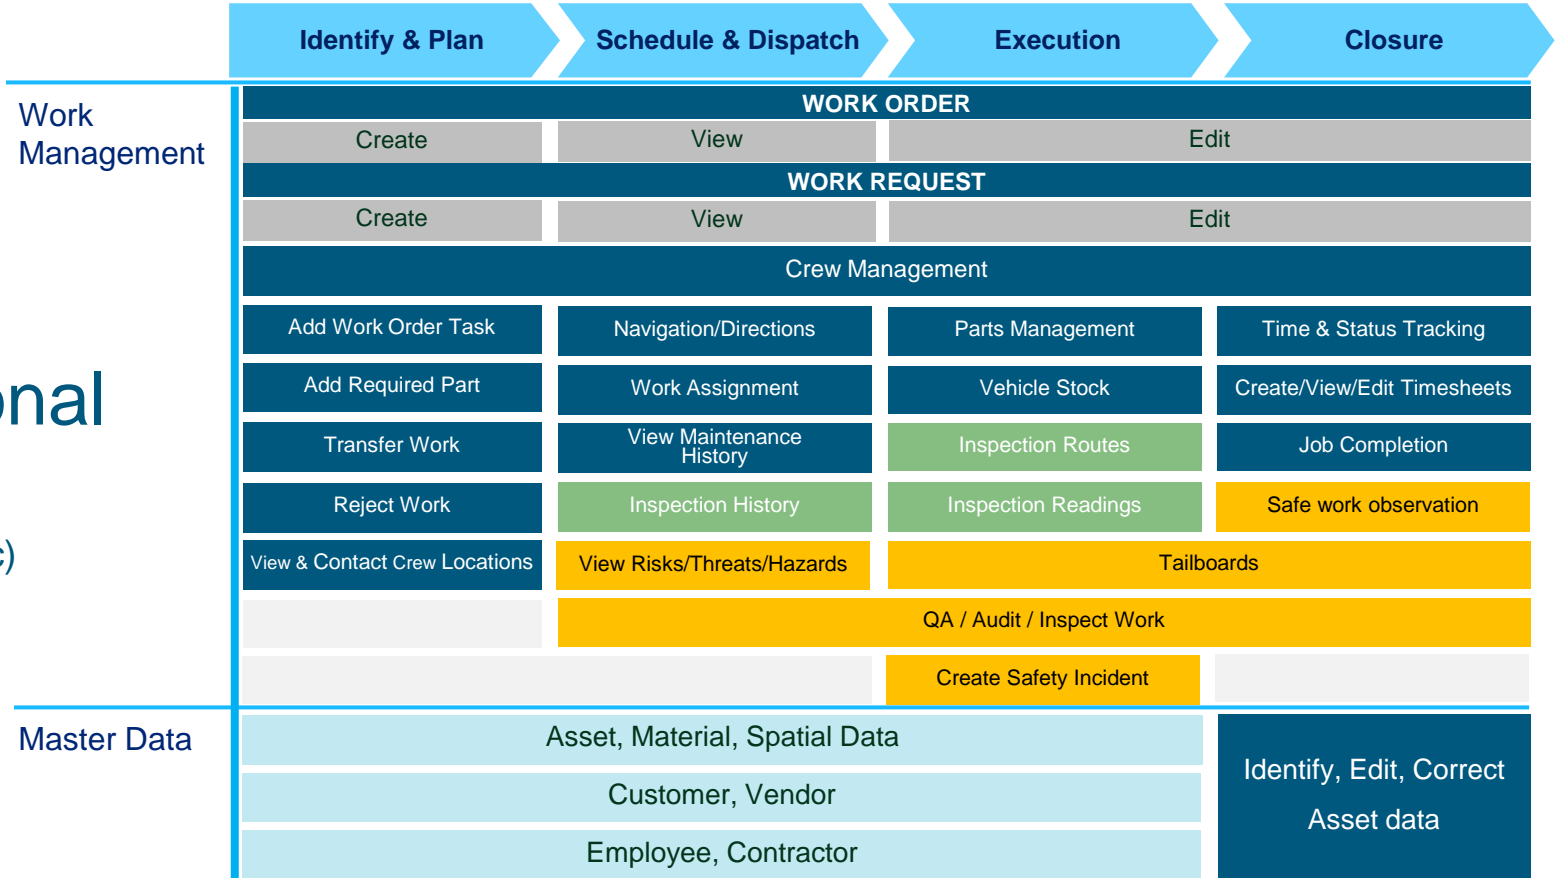 Identify & Plan
Schedule & Dispatch
Execution
Closure
Work
Management
WORK ORDER
Create
View
Edit
WORK REQUEST
Create
View
Edit
Crew Management
Add Work Order Task
Navigation/Directions
Parts Management
Time & Status Tracking
Add Required Part
Work Assignment
Vehicle Stock
Create/View/Edit Timesheets
Transfer Work
View Maintenance
History
Inspection Routes
Job Completion
Reject Work
Inspection History
Inspection Readings
Safe work observation
View & Contact Crew Locations
View Risks/Threats/Hazards
Tailboards
QA / Audit / Inspect Work
Create Safety Incident
Master Data
Asset, Material, Spatial Data
Customer, Vendor
Employee, Contractor
Identify, Edit, Correct
Asset data